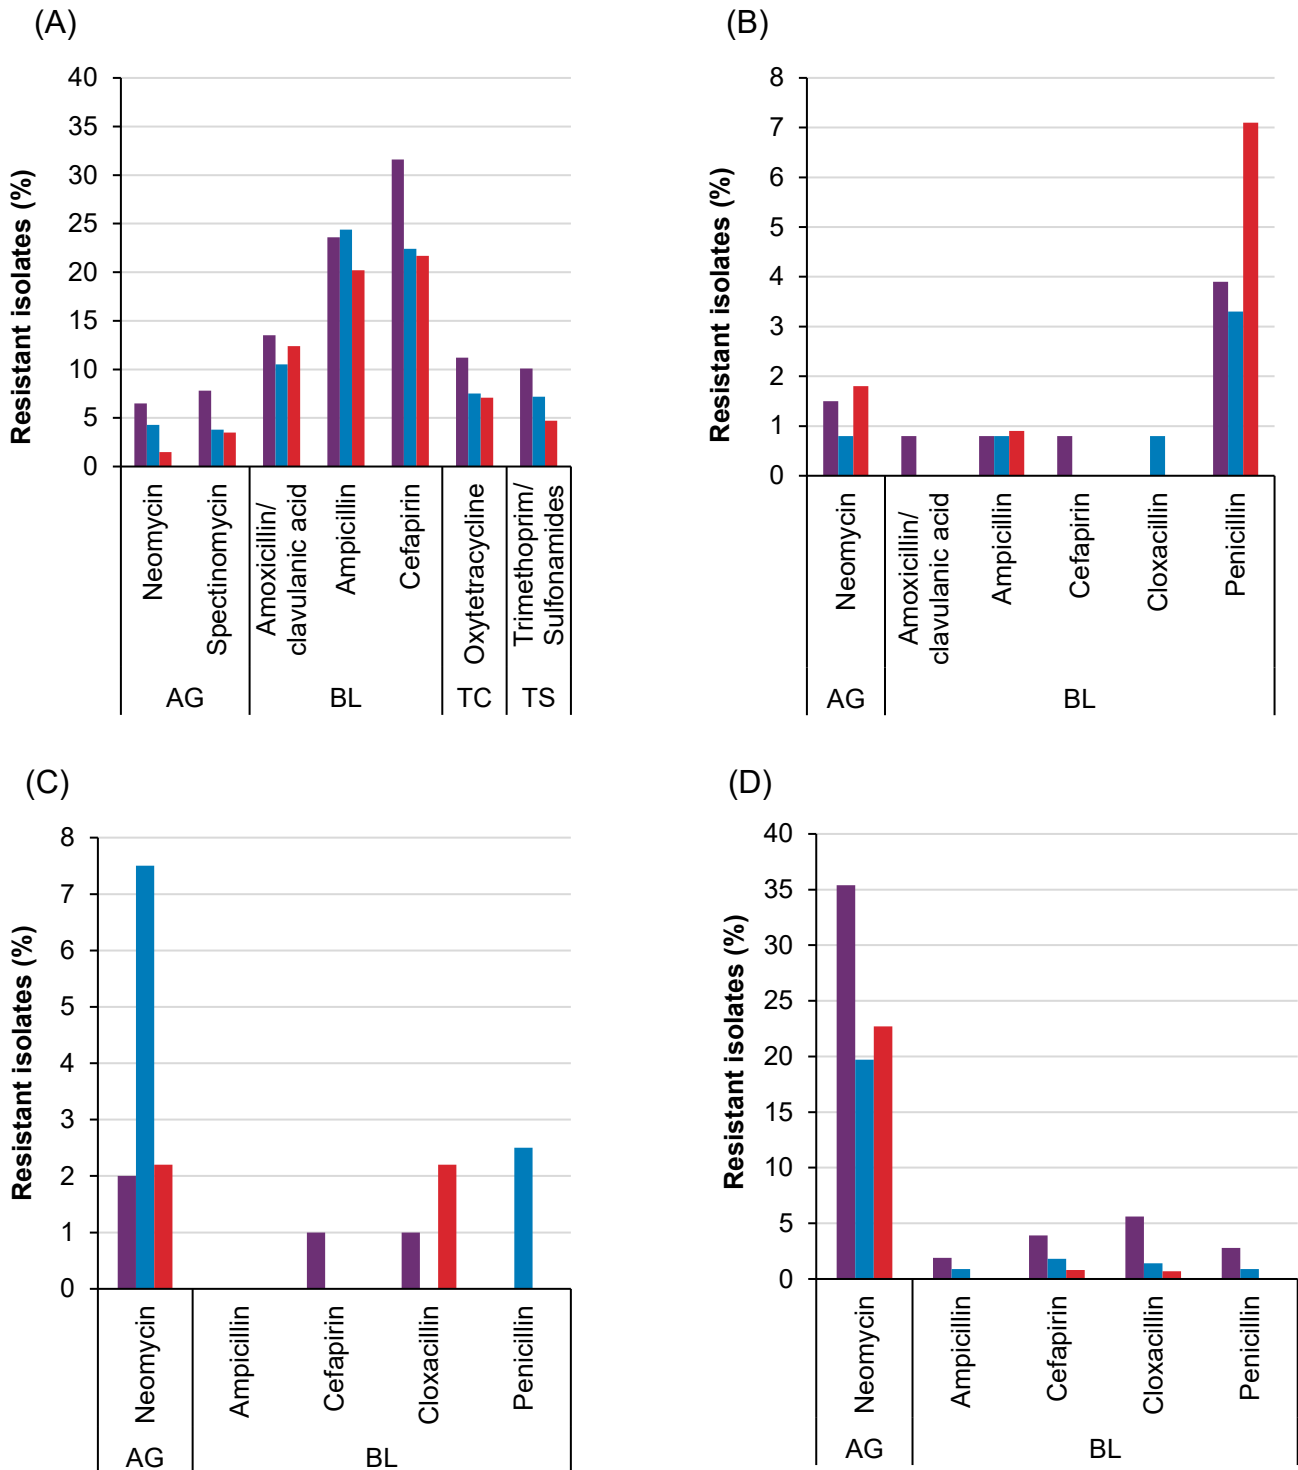 (A)
Resistant isolates (%)
40
35
30
25
20
15
10
5
0
Neomycin
Spectinomycin
Amoxicillin/
clavulanic acid
Ampicillin
Cefapirin
Oxytetracycline
Trimethoprim/
Sulfonamides
AG
BL
TC
TS
(B)
Resistant isolates (%)
8
7
6
5
4
3
2
1
0
Neomycin
Amoxicillin/
clavulanic acid
Ampicillin
Cefapirin
Cloxacillin
Penicillin
AG
BL
(C)
Resistant isolates (%)
8
7
6
5
4
3
2
1
0
Neomycin
Ampicillin
Cefapirin
Cloxacillin
Penicillin
AG
BL
(D)
Resistant isolates (%)
40
35
30
25
20
15
10
5
0
Neomycin
Ampicillin
Cefapirin
Cloxacillin
Penicillin
AG
BL